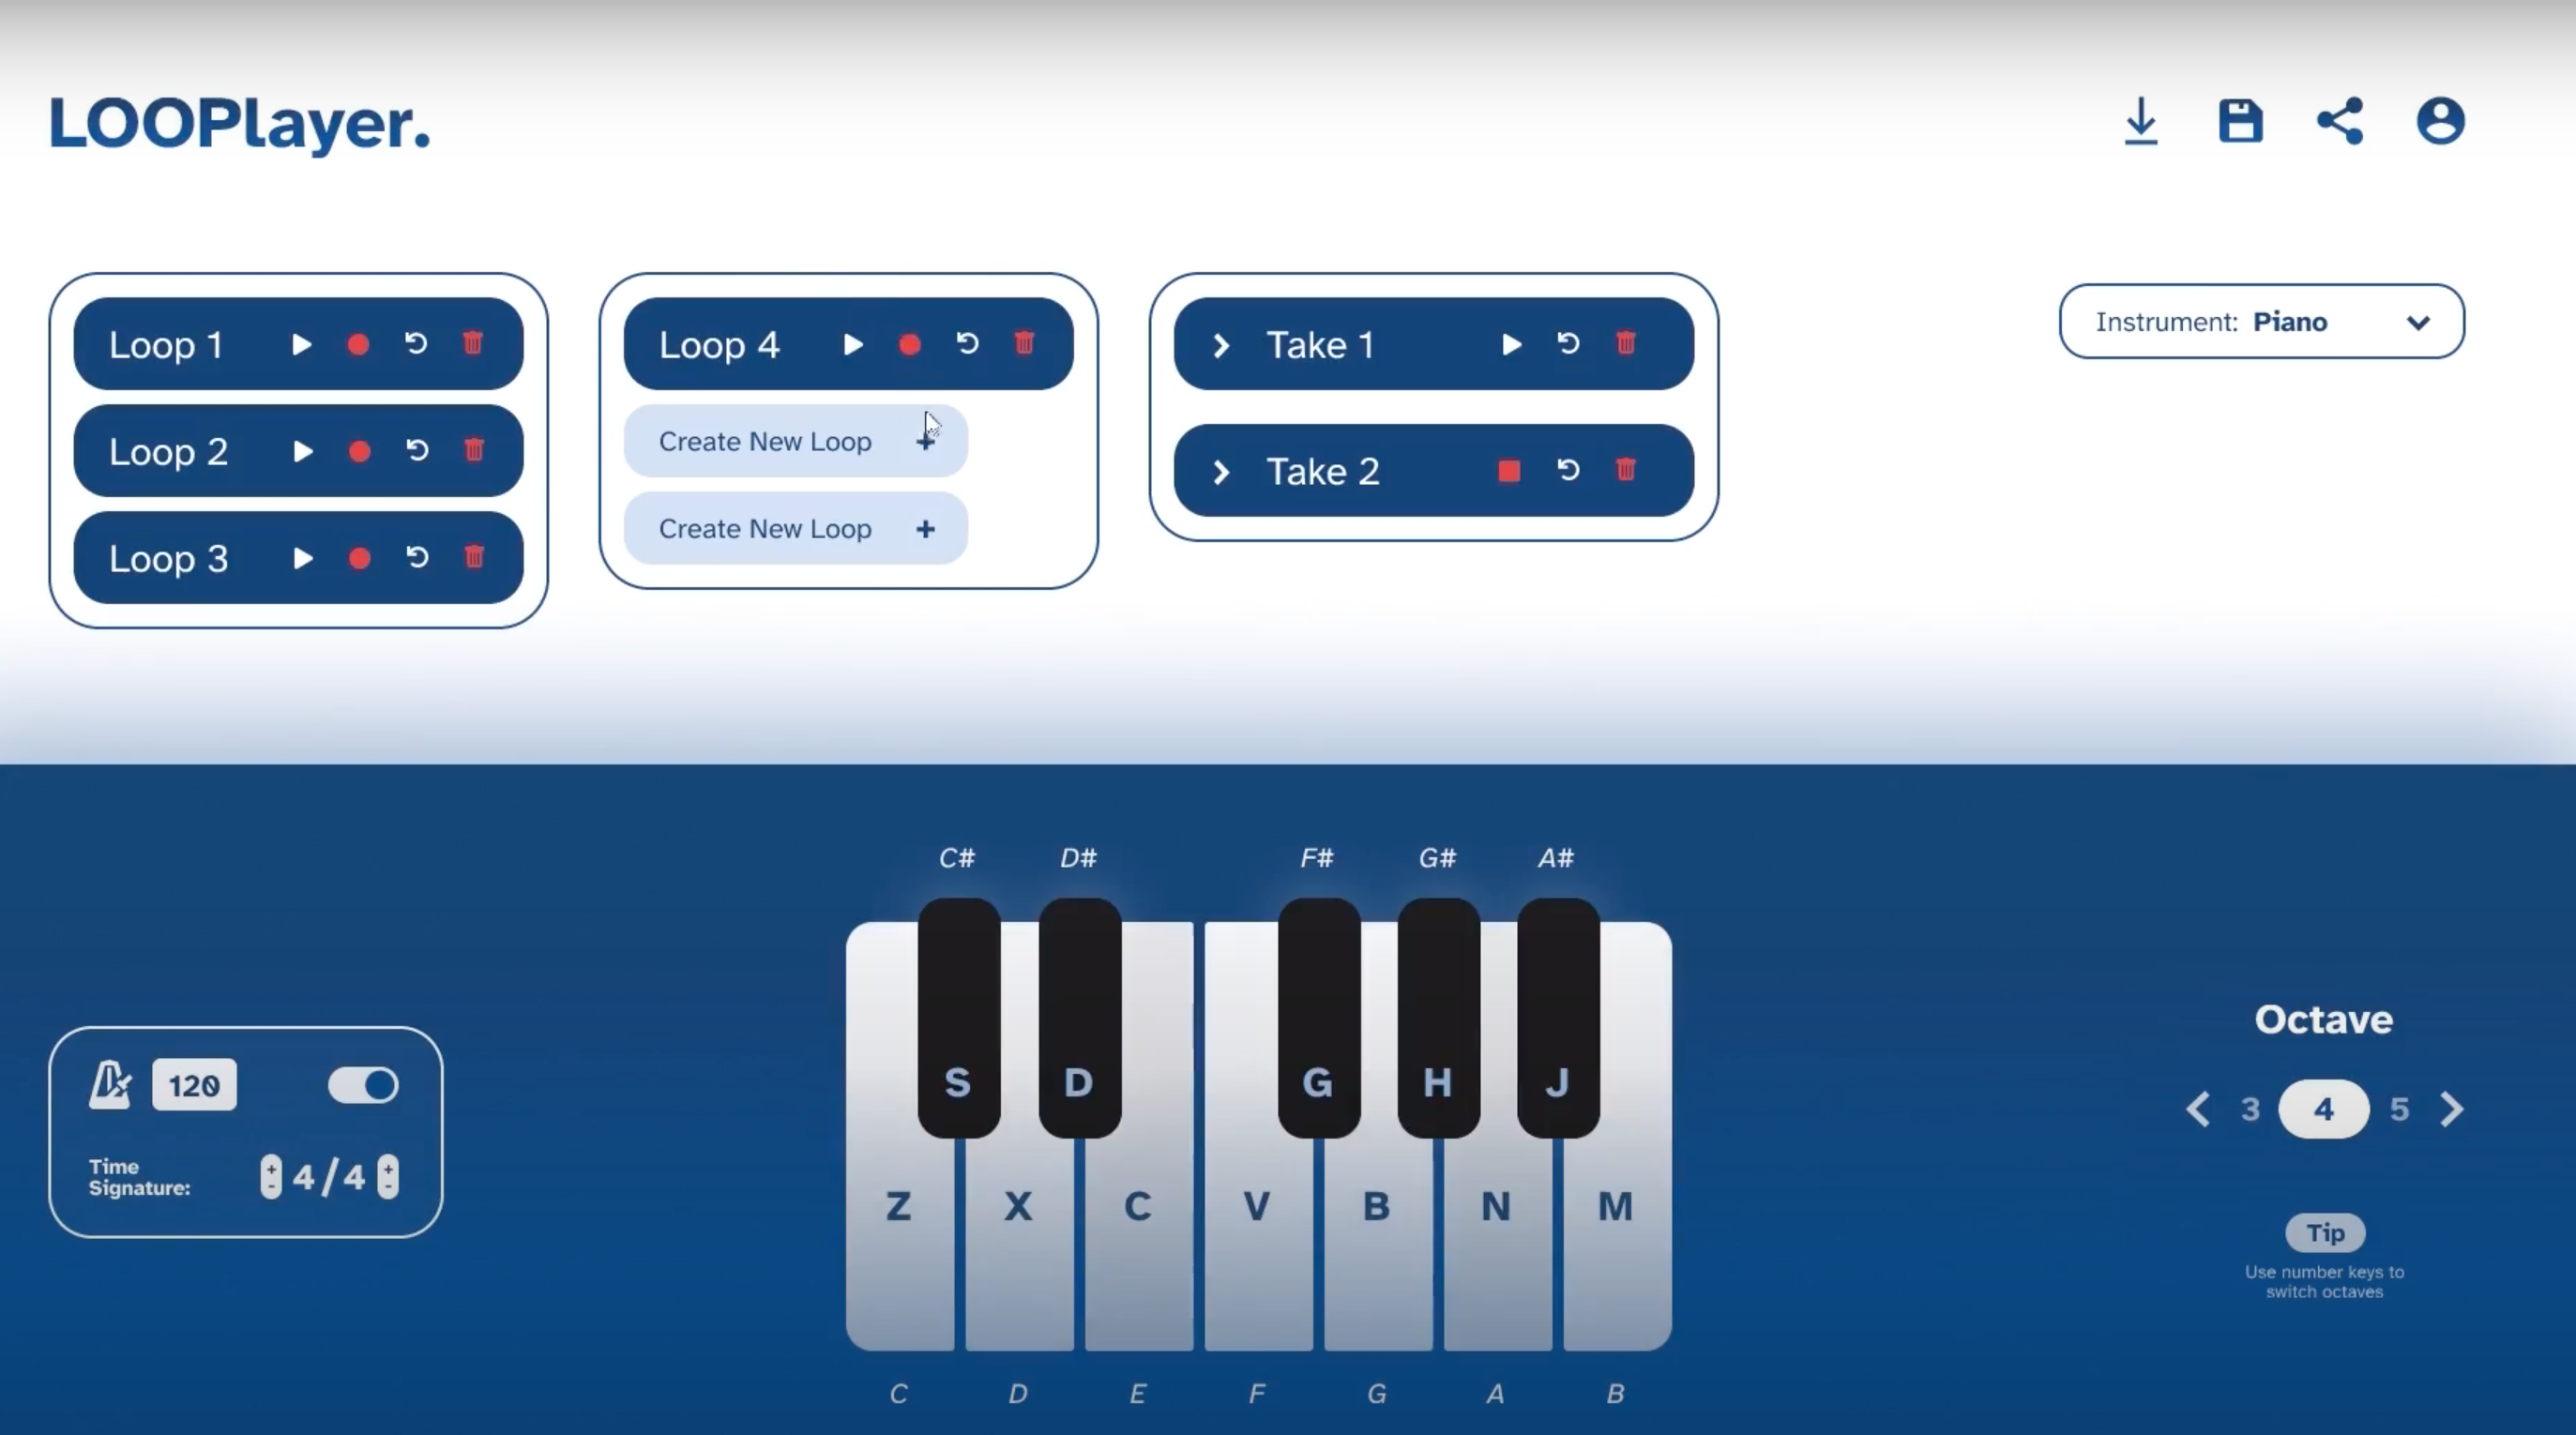 LOOPlayer.
Loop 1
Loop 2
Loop 3
Loop 4
Create New Loop +
Create New Loop +
Take 1
Take 2
Instrument: Piano
C# D# F# G# A#
S D G H J
Z X C V B N M
C D E F G A B
120
Time
Signature:
+
-
4/4
+
-
Octave
3 4 5
Tip
Use number keys to
switch octaves